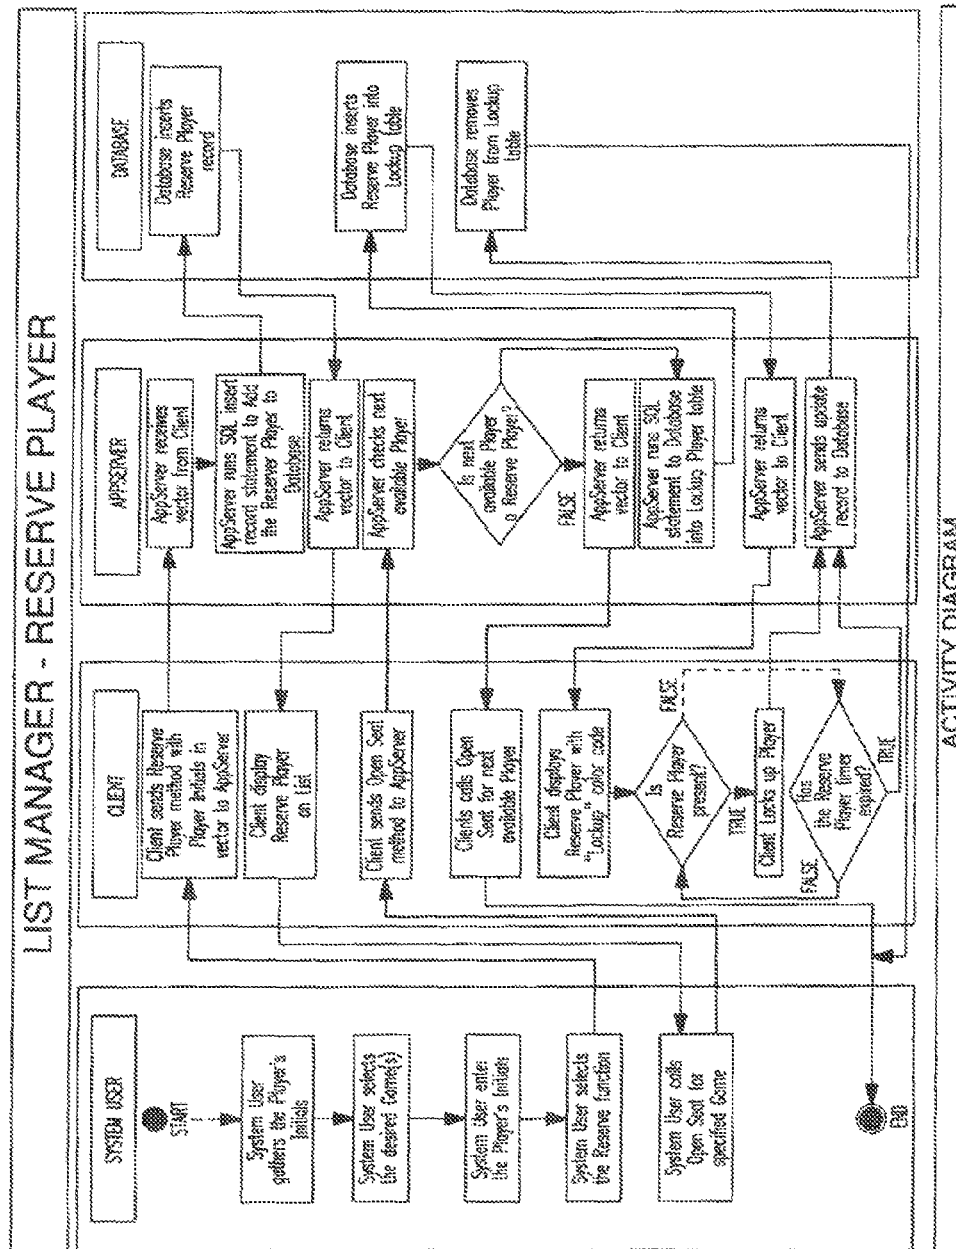 LIST MANAGER - RESERVE PLAYER
SYSTEM USER
START
System User
gathers the Player's
Initials
System User selects
the desired Game(s)
System User enter
the Player's Initials
System User selects
the Reserve function
System User calls
Open Seat for
specified Game
END
CLIENT
Client sends Reserve
Player method with
Player Initials in
vector to AppServer
Client display
Reserve Player
on List
Client sends Open Seat
method to AppServer
Clients calls Open
Seat for next
available Player
Client displays
Reserve Player with
"Lockup" color code
Is
Reserve Player
present?
FALSE
TRUE
Client Locks up Player
Has
the Reserve
Player timer
expired?
FALSE
TRUE
APPSERVER
AppServer receives
vector from Client
AppServer runs SQL insert
record statement to Add
the Reserve Player to
Database
AppServer returns
vector to Client
AppServer checks next
available Player
Is next
available Player
a Reserve Player?
FALSE
AppServer returns
vector to Client
AppServer runs SQL
statement to Database
into Lockup Player table
AppServer returns
vector to Client
AppServer sends update
record to Database
DATABASE
Database inserts
Reserve Player
record
Database inserts
Reserve Player into
Lockup table
Database removes
Player from Lockup
table
ACTIVITY DIAGRAM